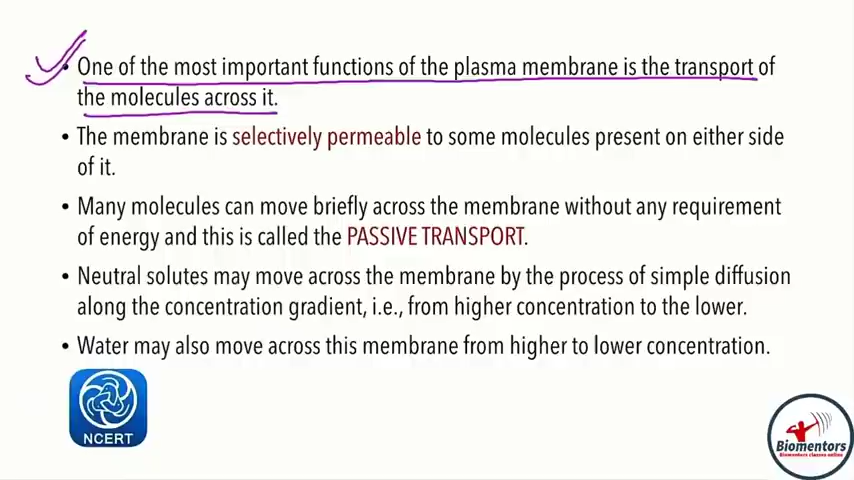 • One of the most important functions of the plasma membrane is the transport of
the molecules across it.
• The membrane is selectively permeable to some molecules present on either side
of it.
• Many molecules can move briefly across the membrane without any requirement
of energy and this is called the PASSIVE TRANSPORT.
• Neutral solutes may move across the membrane by the process of simple diffusion
along the concentration gradient, i.e., from higher concentration to the lower.
• Water may also move across this membrane from higher to lower concentration.
NCERT
Biomentors
Biomentors classes online